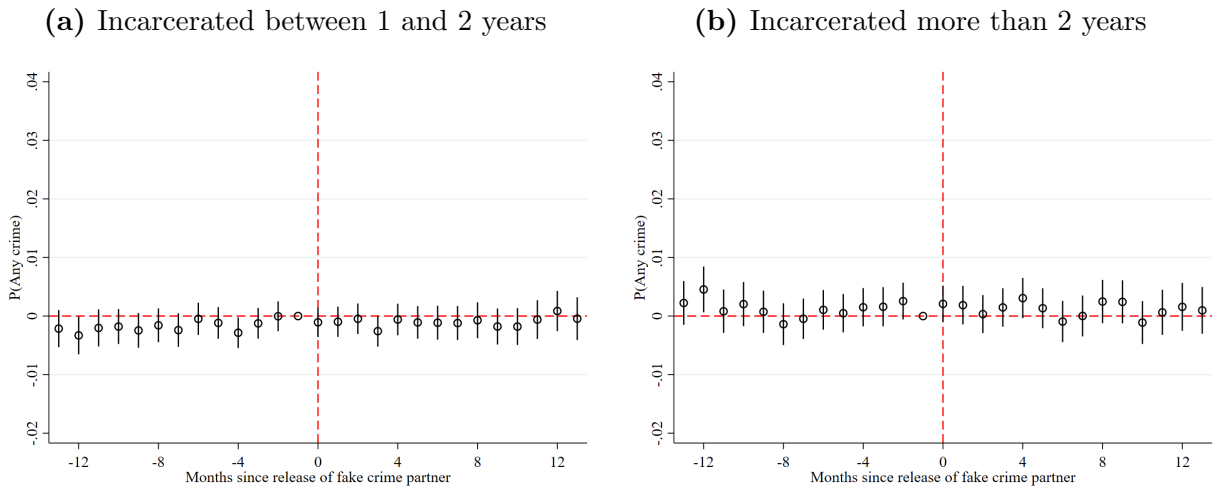 (a) Incarcerated between 1 and 2 years
P(Any crime)
.04
.03
.02
.01
0
-.01
-.02
-12 -8 -4 0 4 8 12
Months since release of fake crime partner
(b) Incarcerated more than 2 years
P(Any crime)
.04
.03
.02
.01
0
-.01
-.02
-12 -8 -4 0 4 8 12
Months since release of fake crime partner